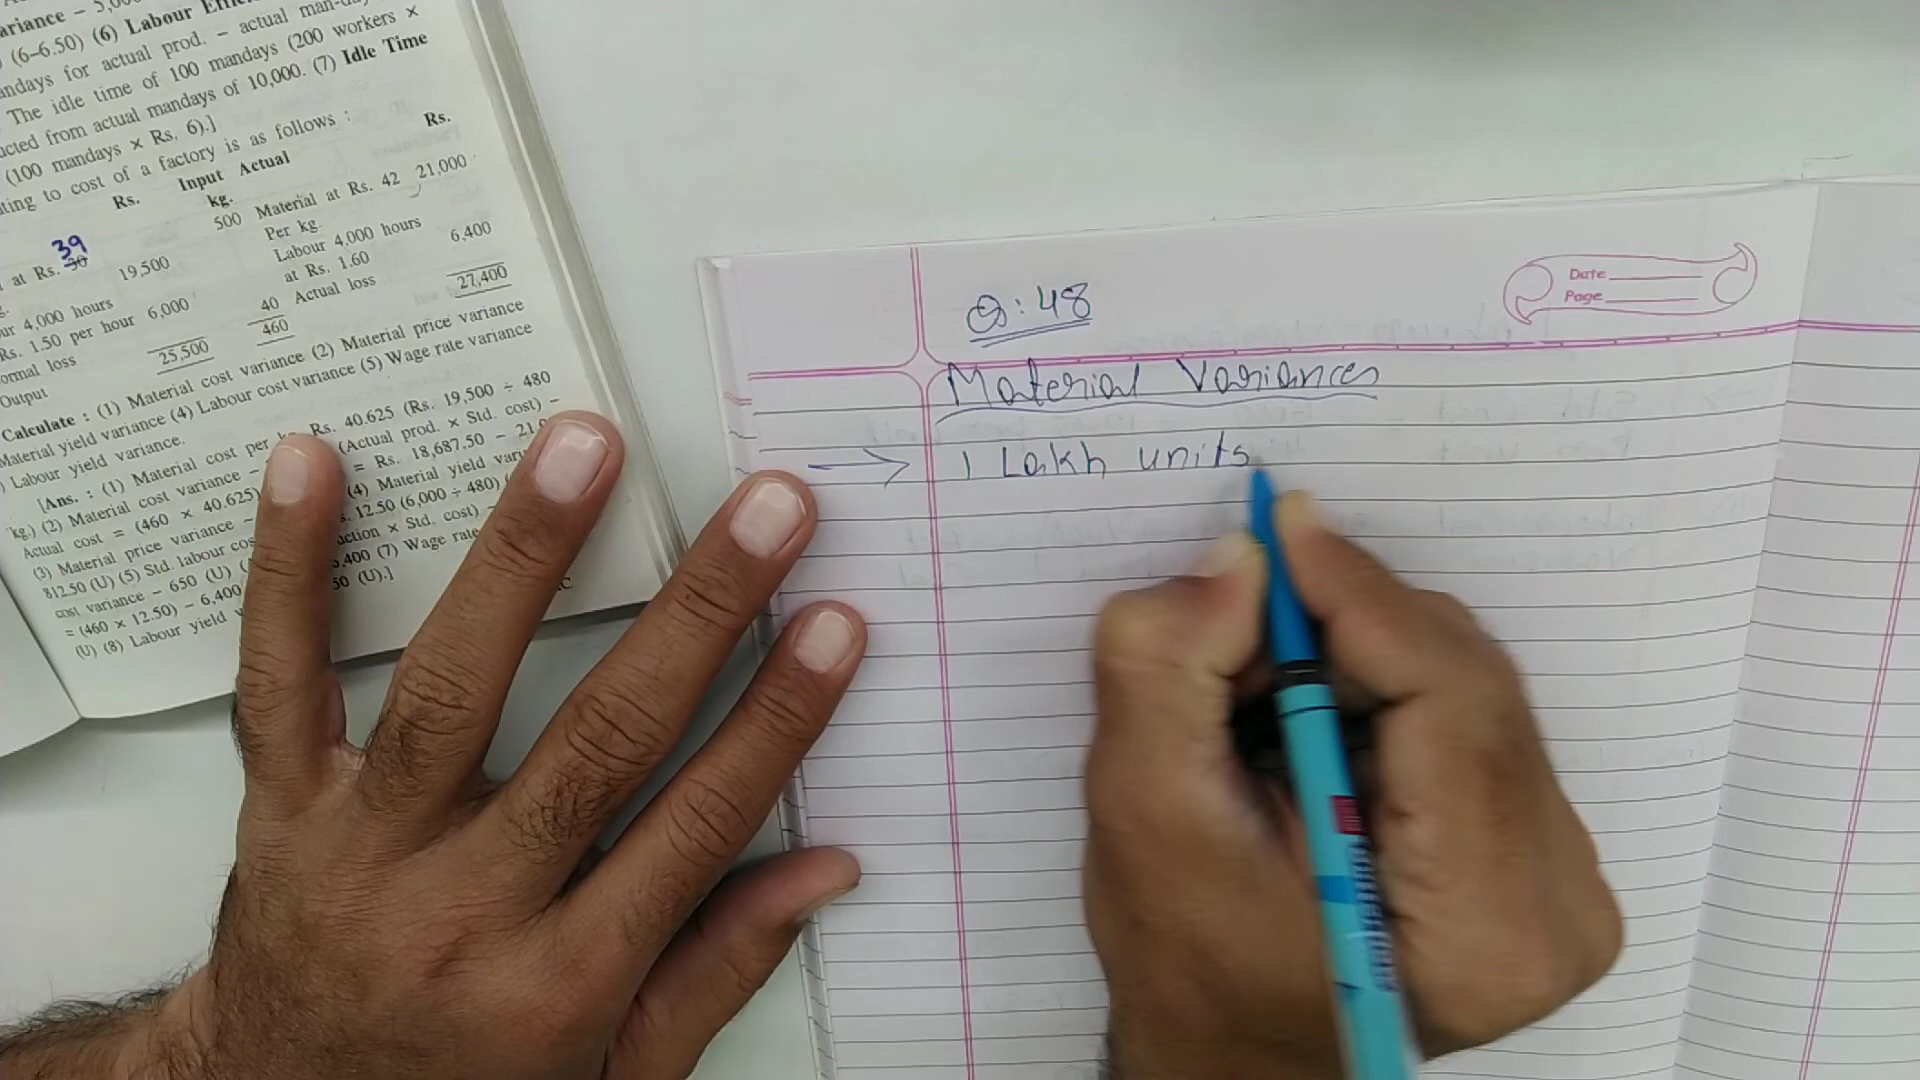 ariance – 5,00
(6–6.50) (6) Labour
andays for actual prod. – actual man-da
The idle time of 100 mandays (200 workers ×
ucted from actual mandays of 10,000. (7) Idle Time
(100 mandays × Rs. 6).]
ting to cost of a factory is as follows :
Rs. Input Actual Rs.
kg.
500 Material at Rs. 42 21,000
Per kg.
39
at Rs. 30 19,500 Labour 4,000 hours 6,400
at Rs. 1.60
ur 4,000 hours
Rs. 1.50 per hour 6,000 40 Actual loss
ormal loss 25,500 460 27,400
Output
Calculate : (1) Material cost variance (2) Material price variance
Material yield variance (4) Labour cost variance (5) Wage rate variance
) Labour yield variance.
[Ans. : (1) Material cost per Rs. 40.625 (Rs. 19,500 ÷ 480
kg.) (2) Material cost variance – (Actual prod. × Std. cost) –
Actual cost = (460 × 40.625) = Rs. 18,687.50 – 21,0
(3) Material price variance – (4) Material yield var
812.50 (U) (5) Std. labour cos s. 12.50 (6,000 ÷ 480)
cost variance – 650 (U) uction × Std. cost) –
= (460 × 12.50) – 6,400 ,400 (7) Wage rate
(U) (8) Labour yield 50 (U).]
Date
Page
Q : 48
Material Variances
→ 1 Lakh units